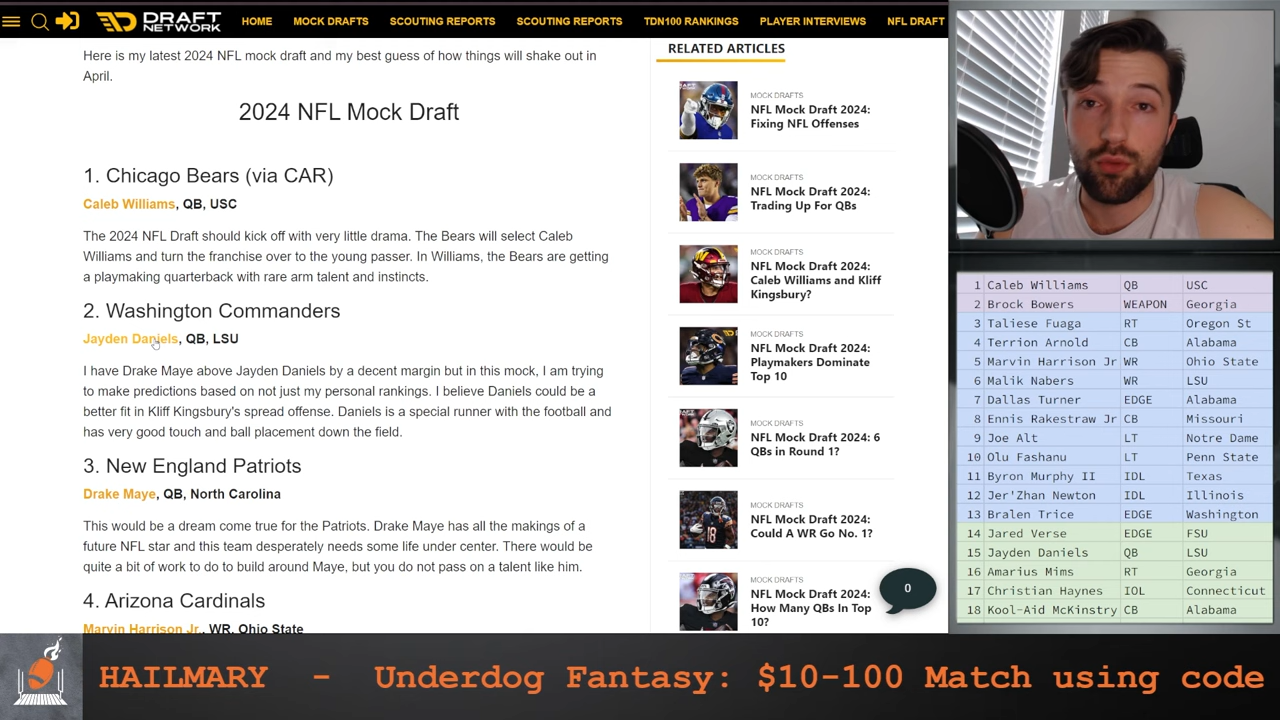 DRAFT
NETWORK
HOME
MOCK DRAFTS
SCOUTING REPORTS
SCOUTING REPORTS
TDN100 RANKINGS
PLAYER INTERVIEWS
NFL DRAFT
Here is my latest 2024 NFL mock draft and my best guess of how things will shake out in
April.
2024 NFL Mock Draft
1. Chicago Bears (via CAR)
Caleb Williams, QB, USC
The 2024 NFL Draft should kick off with very little drama. The Bears will select Caleb
Williams and turn the franchise over to the young passer. In Williams, the Bears are getting
a playmaking quarterback with rare arm talent and instincts.
2. Washington Commanders
Jayden Daniels, QB, LSU
I have Drake Maye above Jayden Daniels by a decent margin but in this mock, I am trying
to make predictions based on not just my personal rankings. I believe Daniels could be a
better fit in Kliff Kingsbury's spread offense. Daniels is a special runner with the football and
has very good touch and ball placement down the field.
3. New England Patriots
Drake Maye, QB, North Carolina
This would be a dream come true for the Patriots. Drake Maye has all the makings of a
future NFL star and this team desperately needs some life under center. There would be
quite a bit of work to do to build around Maye, but you do not pass on a talent like him.
4. Arizona Cardinals
Marvin Harrison Jr., WR, Ohio State
RELATED ARTICLES
MOCK DRAFTS
NFL Mock Draft 2024:
Fixing NFL Offenses
MOCK DRAFTS
NFL Mock Draft 2024:
Trading Up For QBs
MOCK DRAFTS
NFL Mock Draft 2024:
Caleb Williams and Kliff
Kingsbury?
MOCK DRAFTS
NFL Mock Draft 2024:
Playmakers Dominate
Top 10
MOCK DRAFTS
NFL Mock Draft 2024: 6
QBs in Round 1?
MOCK DRAFTS
NFL Mock Draft 2024:
Could A WR Go No. 1?
MOCK DRAFTS
NFL Mock Draft 2024:
How Many QBs In Top
10?
0
1 Caleb Williams QB USC
2 Brock Bowers WEAPON Georgia
3 Taliese Fuaga RT Oregon St
4 Terrion Arnold CB Alabama
5 Marvin Harrison Jr WR Ohio State
6 Malik Nabers WR LSU
7 Dallas Turner EDGE Alabama
8 Ennis Rakestraw Jr CB Missouri
9 Joe Alt LT Notre Dame
10 Olu Fashanu LT Penn State
11 Byron Murphy II IDL Texas
12 Jer'Zhan Newton IDL Illinois
13 Bralen Trice EDGE Washington
14 Jared Verse EDGE FSU
15 Jayden Daniels QB LSU
16 Amarius Mims RT Georgia
17 Christian Haynes IOL Connecticut
18 Kool-Aid McKinstry CB Alabama
HAILMARY - Underdog Fantasy: $10-100 Match using code